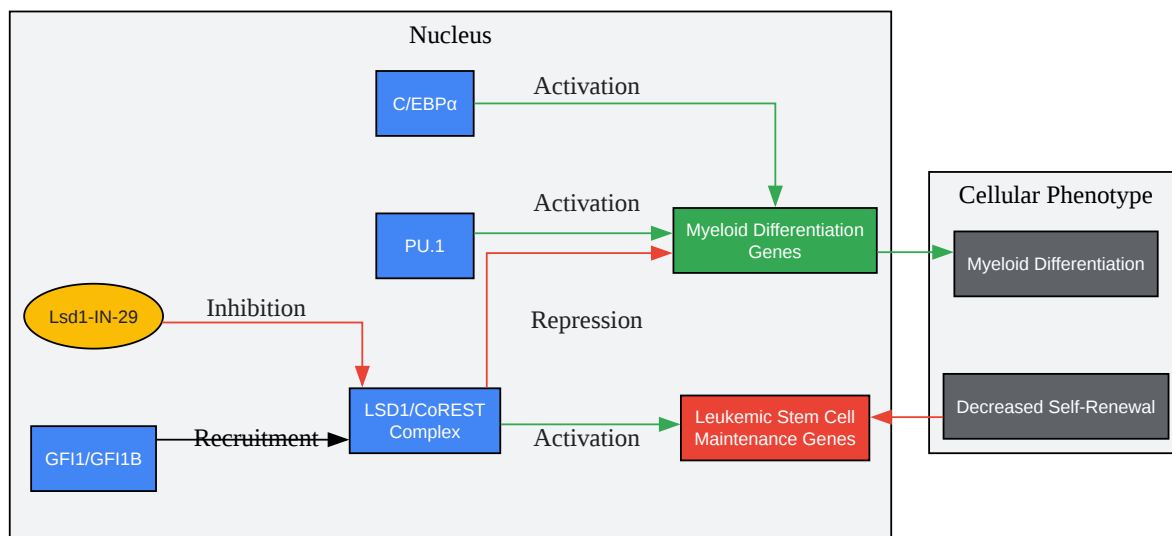 Nucleus
C/EBPα
Activation
PU.1
Activation
Myeloid Differentiation
Genes
Lsd1-IN-29
Inhibition
Repression
LSD1/CoREST
Complex
GFI1/GFI1B
Recruitment
Activation
Leukemic Stem Cell
Maintenance Genes
Cellular Phenotype
Myeloid Differentiation
Decreased Self-Renewal